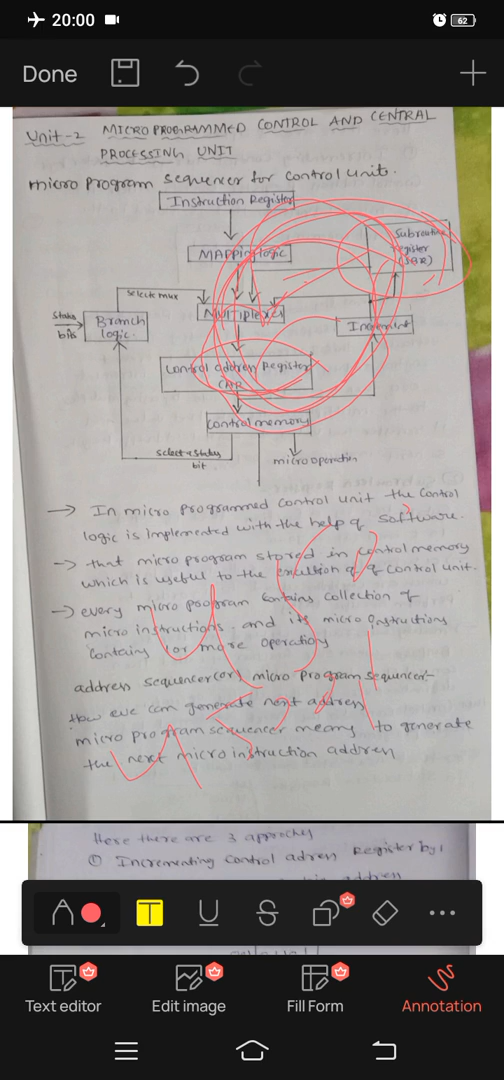 20:00
62
Done
Unit-2 MICRO PROGRAMMED CONTROL AND CENTRAL
PROCESSING UNIT
micro program sequencer for control unit.
Instruction Register
Subroutine
register
(SBR)
MAPPing logic
select mux
Status
bits
Branch
logic
Multiplexer
Increment
control address Register
CAR
control memory
select status
bit
micro operation
→ In micro programmed control unit the control
logic is Implemented with the help of software.
→ that micro program stored in control memory
which is useful to the of control unit.
→ every micro program contains collection of
micro instructions and its micro instructions
contains 1 or more operations
address sequencer (or) micro program sequencer
How we can generate next address
micro program sequencer means to generate
the next micro instruction address
Here there are 3 approches
① Incrementing control adress Register by 1
address
T
Text editor
Edit image
Fill Form
Annotation